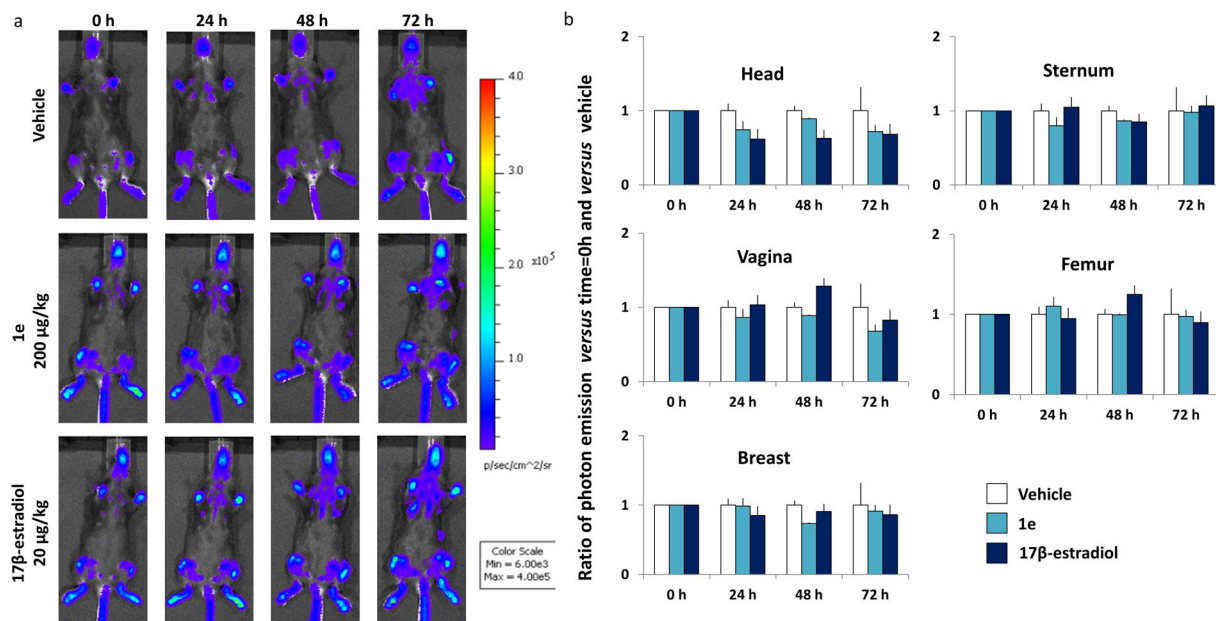 a
0 h 24 h 48 h 72 h
Vehicle
1e
200 µg/kg
17β-estradiol
20 µg/kg
4.0
3.0
2.0
x10^5
1.0
p/sec/cm^2/sr
Color Scale
Min = 6.00e3
Max = 4.00e5
b
Ratio of photon emission versus time=0h and versus vehicle
Head
2
1
0
0 h 24 h 48 h 72 h
Sternum
2
1
0
0 h 24 h 48 h 72 h
Vagina
2
1
0
0 h 24 h 48 h 72 h
Femur
2
1
0
0 h 24 h 48 h 72 h
Breast
2
1
0
0 h 24 h 48 h 72 h
Vehicle
1e
17β-estradiol